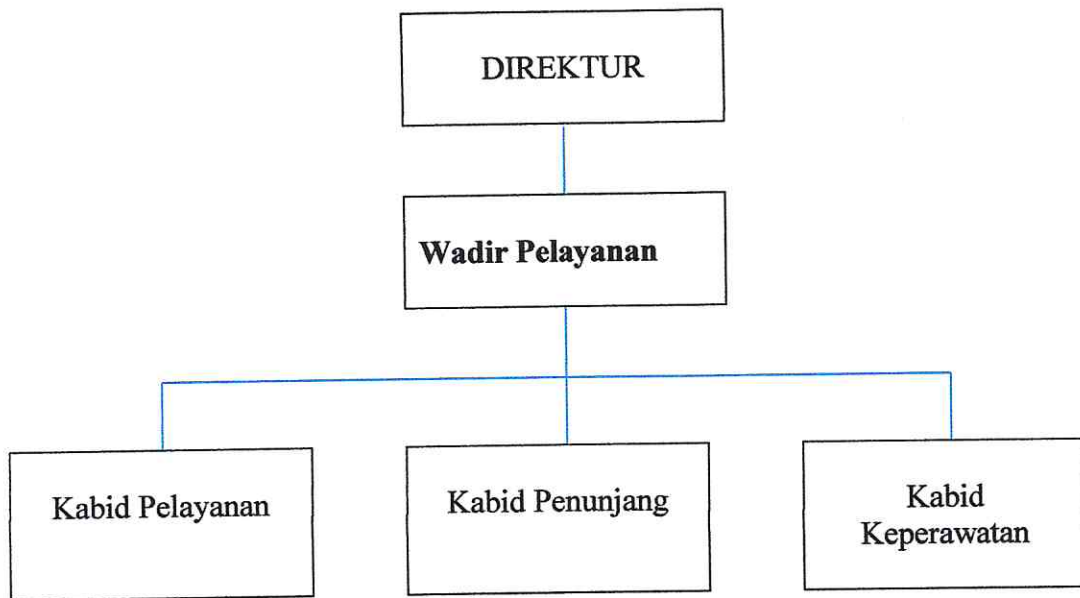 DIREKTUR
Wadir Pelayanan
Kabid Pelayanan
Kabid Penunjang
Kabid
Keperawatan